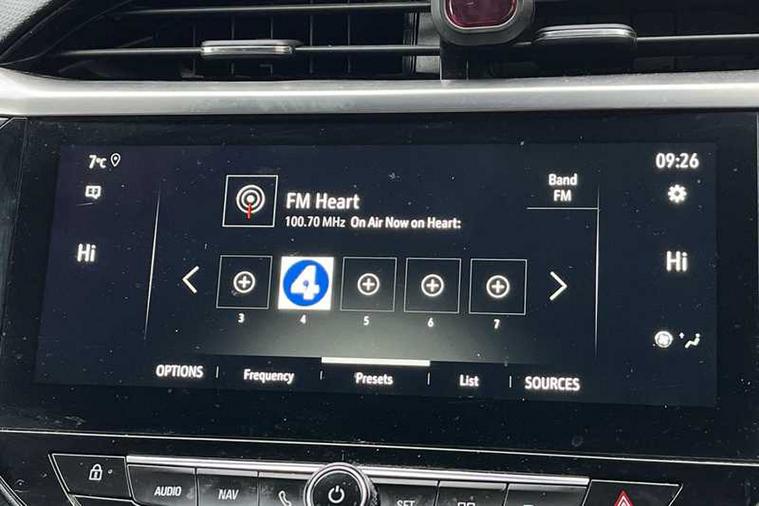 7°C
09:26
FM Heart
100.70 MHz On Air Now on Heart:
Band
FM
Hi
Hi
4
3
4
5
6
7
OPTIONS
Frequency
Presets
List
SOURCES
AUDIO
NAV
SET